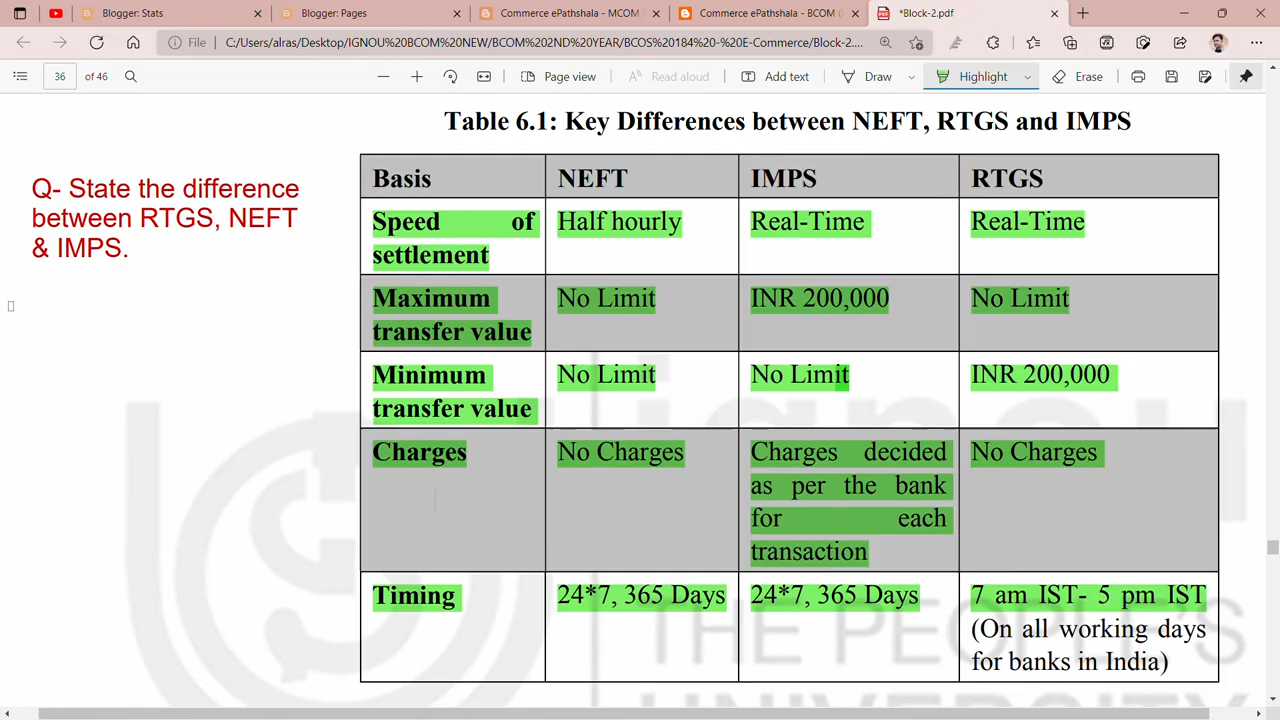 Blogger: Stats
Blogger: Pages
Commerce ePathshala - MCOM
Commerce ePathshala - BCOM
*Block-2.pdf
File
C:/Users/alras/Desktop/IGNOU%20BCOM%20NEW/BCOM%202ND%20YEAR/BCOS%20184%20-%20E-Commerce/Block-2....
36 of 46
Page view
Read aloud
Add text
Draw
Highlight
Erase
Table 6.1: Key Differences between NEFT, RTGS and IMPS
Q- State the difference
between RTGS, NEFT
& IMPS.
Basis NEFT IMPS RTGS
Speed of Half hourly Real-Time Real-Time
settlement
Maximum No Limit INR 200,000 No Limit
transfer value
Minimum No Limit No Limit INR 200,000
transfer value
Charges No Charges Charges decided No Charges
as per the bank
for each
transaction
Timing 24*7, 365 Days 24*7, 365 Days 7 am IST- 5 pm IST
(On all working days
for banks in India)
ignou
THE PEOPLE'S
UNIVERSITY